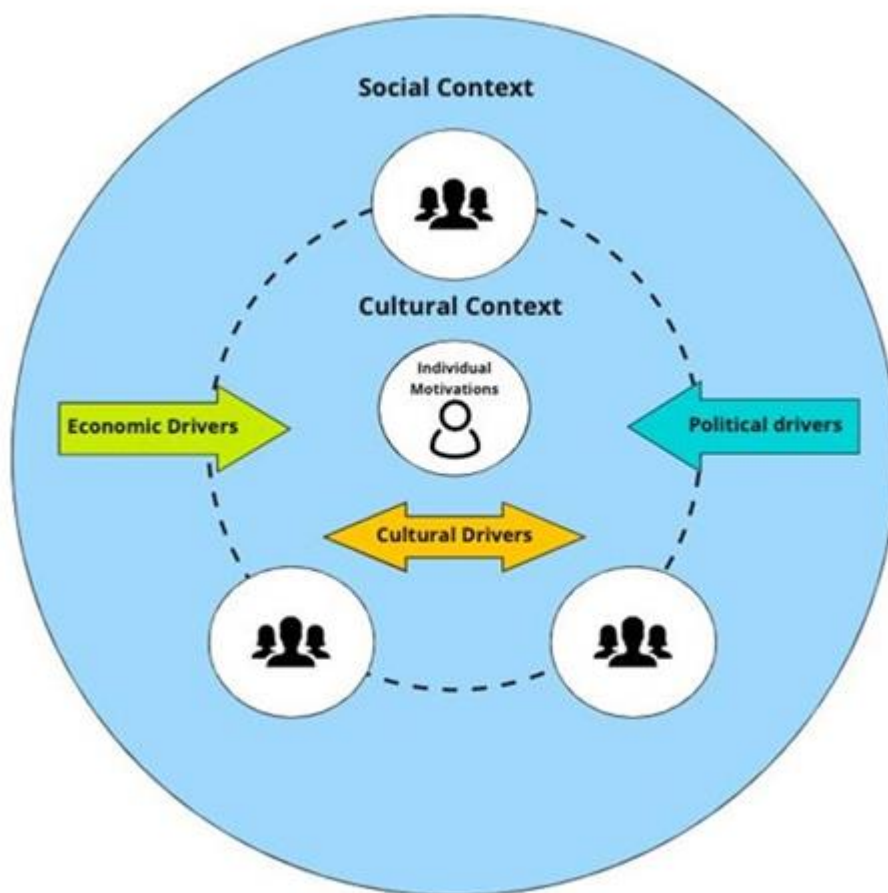 Social Context
Cultural Context
Individual
Motivations
Economic Drivers
Political drivers
Cultural Drivers